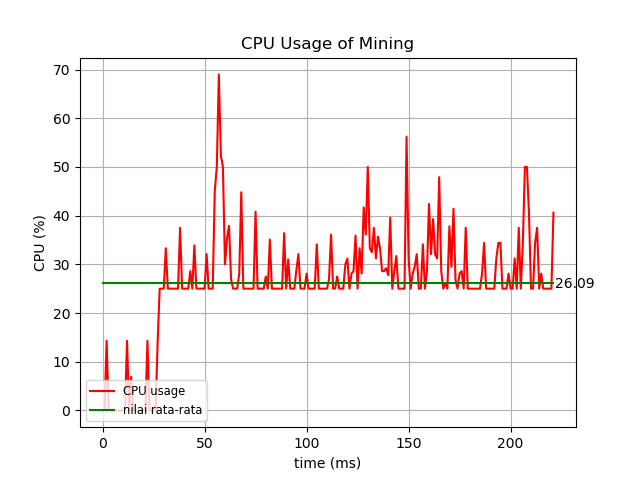 CPU Usage of Mining
70
60
50
40
30
20
10
0
CPU (%)
26.09
CPU usage
nilai rata-rata
0
50
100
150
200
time (ms)